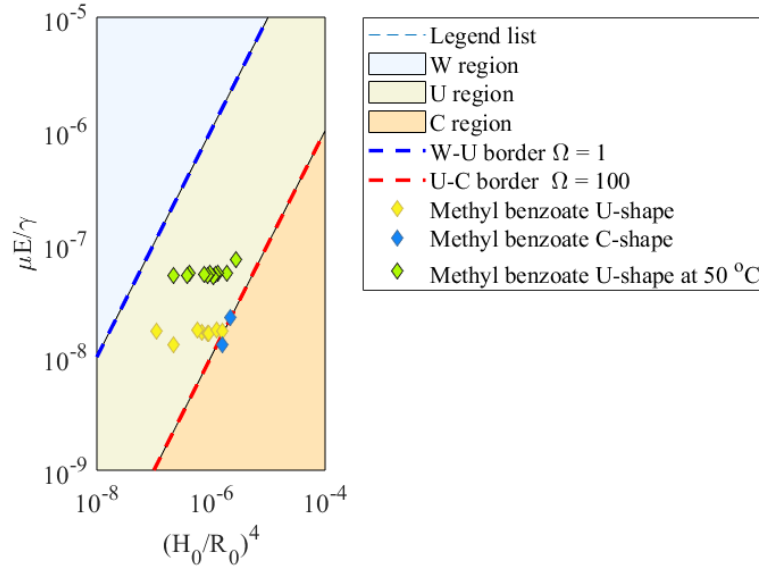 10⁻⁵
10⁻⁶
10⁻⁷
10⁻⁸
10⁻⁹
μE/γ
10⁻⁸
10⁻⁶
10⁻⁴
(H₀/R₀)⁴
Legend list
W region
U region
C region
W-U border Ω = 1
U-C border Ω = 100
Methyl benzoate U-shape
Methyl benzoate C-shape
Methyl benzoate U-shape at 50 °C